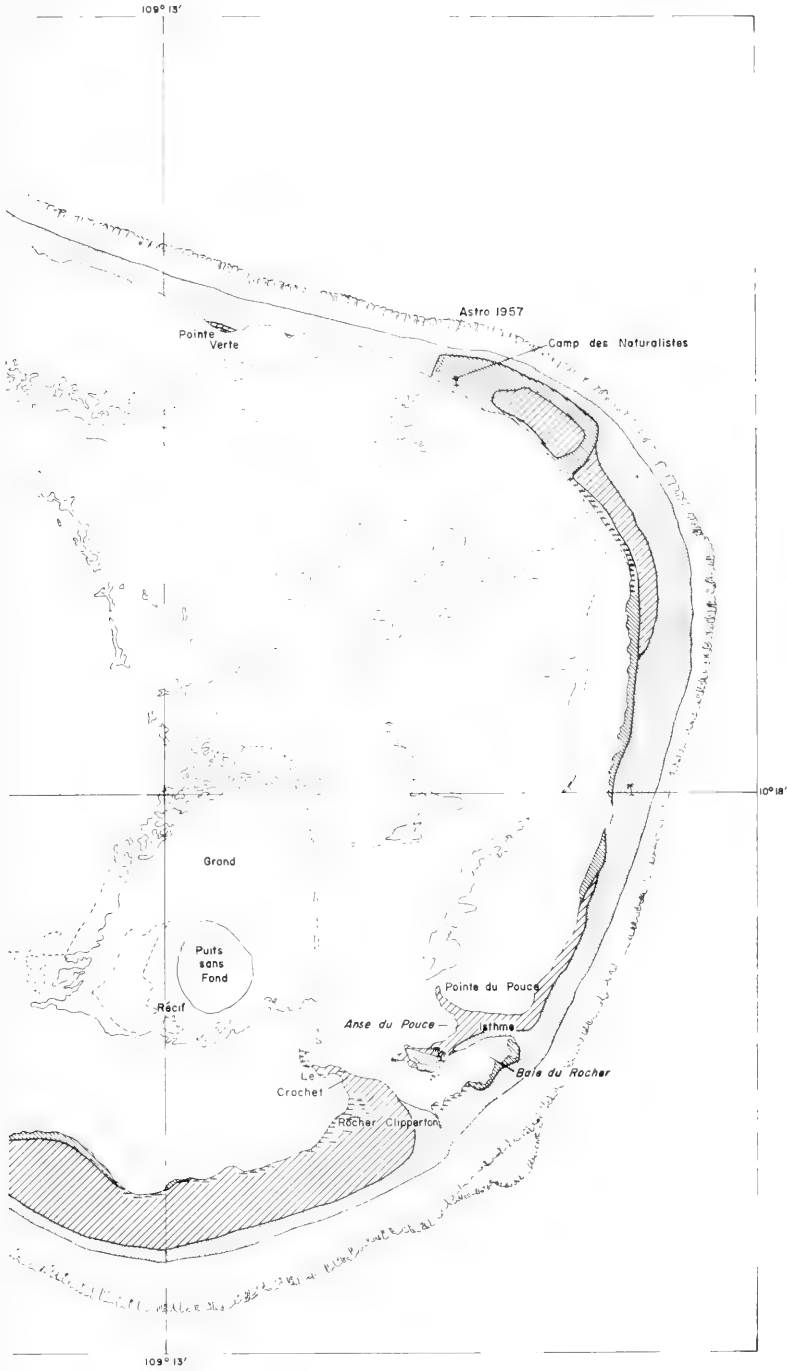 109° 13'
Astro 1957
Camp des Naturalistes
Pointe
Verte
10° 18'
Grand
Puits
sans
Fond
Pointe du Pouce
Récif
Anse du Pouce
Isthme
Baie du Rocher
Le
Crochet
Rocher Clipperton
109° 13'